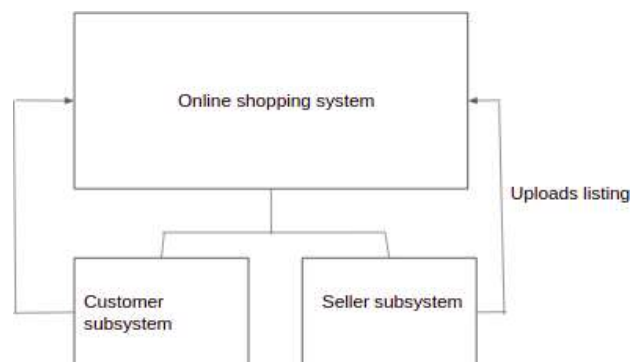 Online shopping system
Uploads listing
Customer
subsystem
Seller subsystem